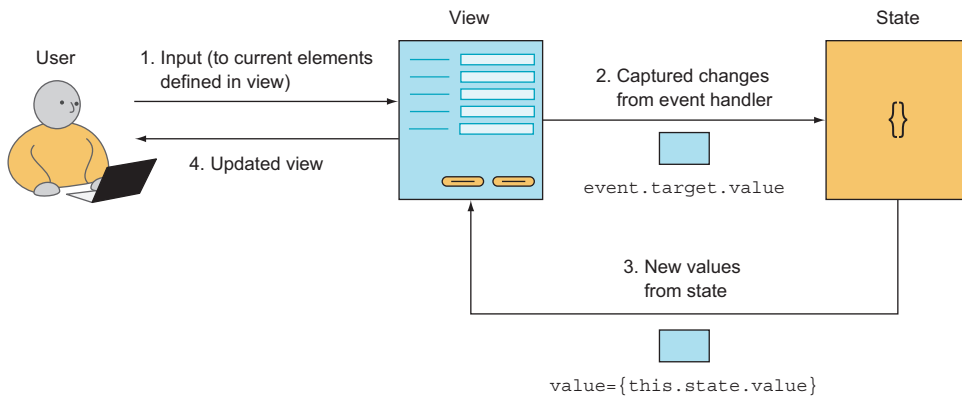 View
State
User
1. Input (to current elements
defined in view)
2. Captured changes
from event handler
{}
4. Updated view
event.target.value
3. New values
from state
value={this.state.value}